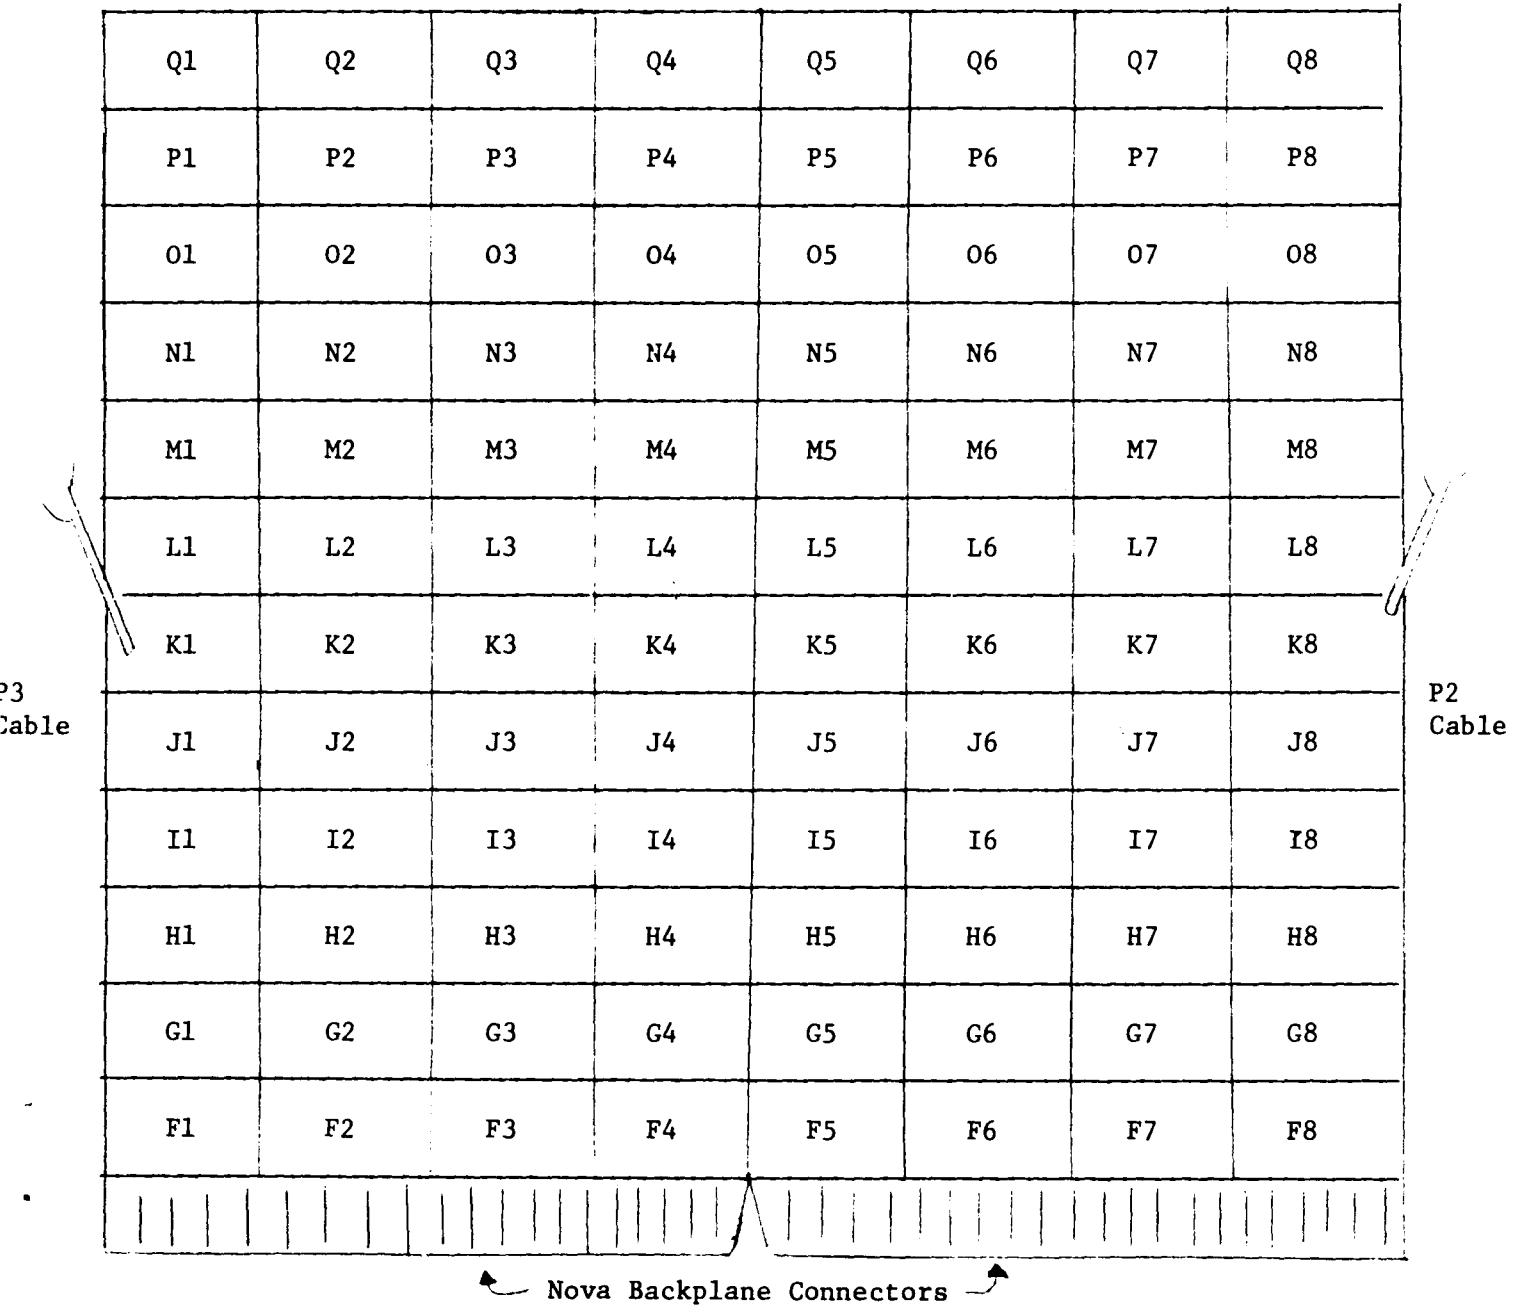 Q1 Q2 Q3 Q4 Q5 Q6 Q7 Q8
P1 P2 P3 P4 P5 P6 P7 P8
O1 O2 O3 O4 O5 O6 O7 O8
N1 N2 N3 N4 N5 N6 N7 N8
M1 M2 M3 M4 M5 M6 M7 M8
L1 L2 L3 L4 L5 L6 L7 L8
K1 K2 K3 K4 K5 K6 K7 K8
P3
Cable
J1 J2 J3 J4 J5 J6 J7 J8
P2
Cable
I1 I2 I3 I4 I5 I6 I7 I8
H1 H2 H3 H4 H5 H6 H7 H8
G1 G2 G3 G4 G5 G6 G7 G8
F1 F2 F3 F4 F5 F6 F7 F8
Nova Backplane Connectors